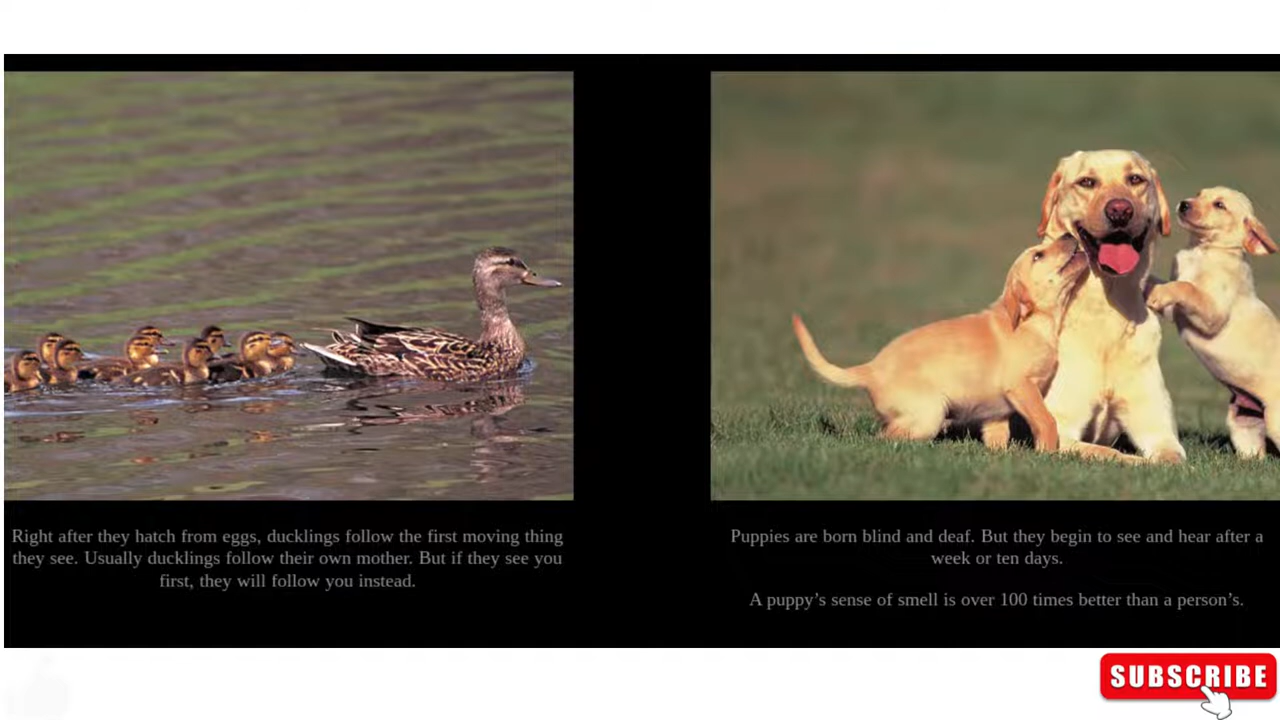 Right after they hatch from eggs, ducklings follow the first moving thing
they see. Usually ducklings follow their own mother. But if they see you
first, they will follow you instead.
Puppies are born blind and deaf. But they begin to see and hear after a
week or ten days.
A puppy’s sense of smell is over 100 times better than a person’s.
SUBSCRIBE